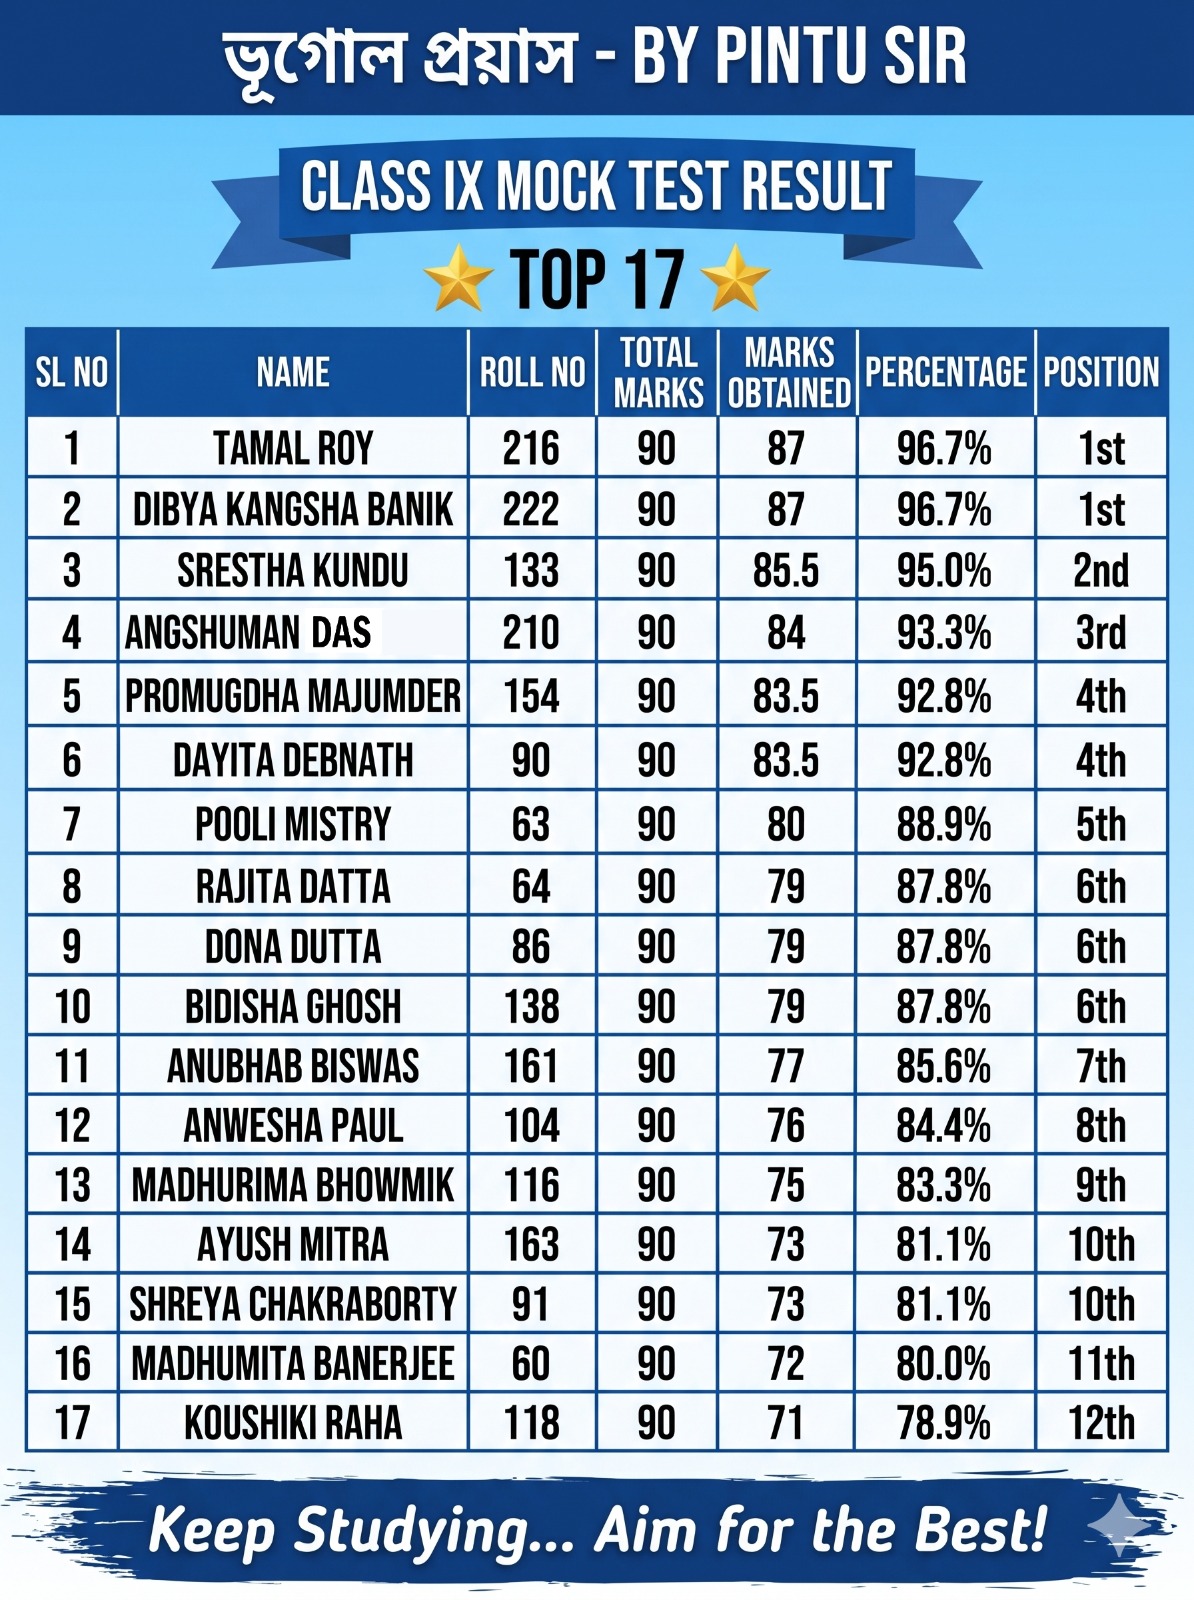 ভূগোল প্রয়াস - BY PINTU SIR
CLASS IX MOCK TEST RESULT
TOP 17
SL NO NAME ROLL NO TOTAL MARKS MARKS OBTAINED PERCENTAGE POSITION
1 TAMAL ROY 216 90 87 96.7% 1st
2 DIBYA KANGSHA BANIK 222 90 87 96.7% 1st
3 SRESTHA KUNDU 133 90 85.5 95.0% 2nd
4 ANGSHUMAN DAS 210 90 84 93.3% 3rd
5 PROMUGDHA MAJUMDER 154 90 83.5 92.8% 4th
6 DAYITA DEBNATH 90 90 83.5 92.8% 4th
7 POOLI MISTRY 63 90 80 88.9% 5th
8 RAJITA DATTA 64 90 79 87.8% 6th
9 DONA DUTTA 86 90 79 87.8% 6th
10 BIDISHA GHOSH 138 90 79 87.8% 6th
11 ANUBHAB BISWAS 161 90 77 85.6% 7th
12 ANWESHA PAUL 104 90 76 84.4% 8th
13 MADHURIMA BHOWMIK 116 90 75 83.3% 9th
14 AYUSH MITRA 163 90 73 81.1% 10th
15 SHREYA CHAKRABORTY 91 90 73 81.1% 10th
16 MADHUMITA BANERJEE 60 90 72 80.0% 11th
17 KOUSHIKI RAHA 118 90 71 78.9% 12th
Keep Studying... Aim for the Best!